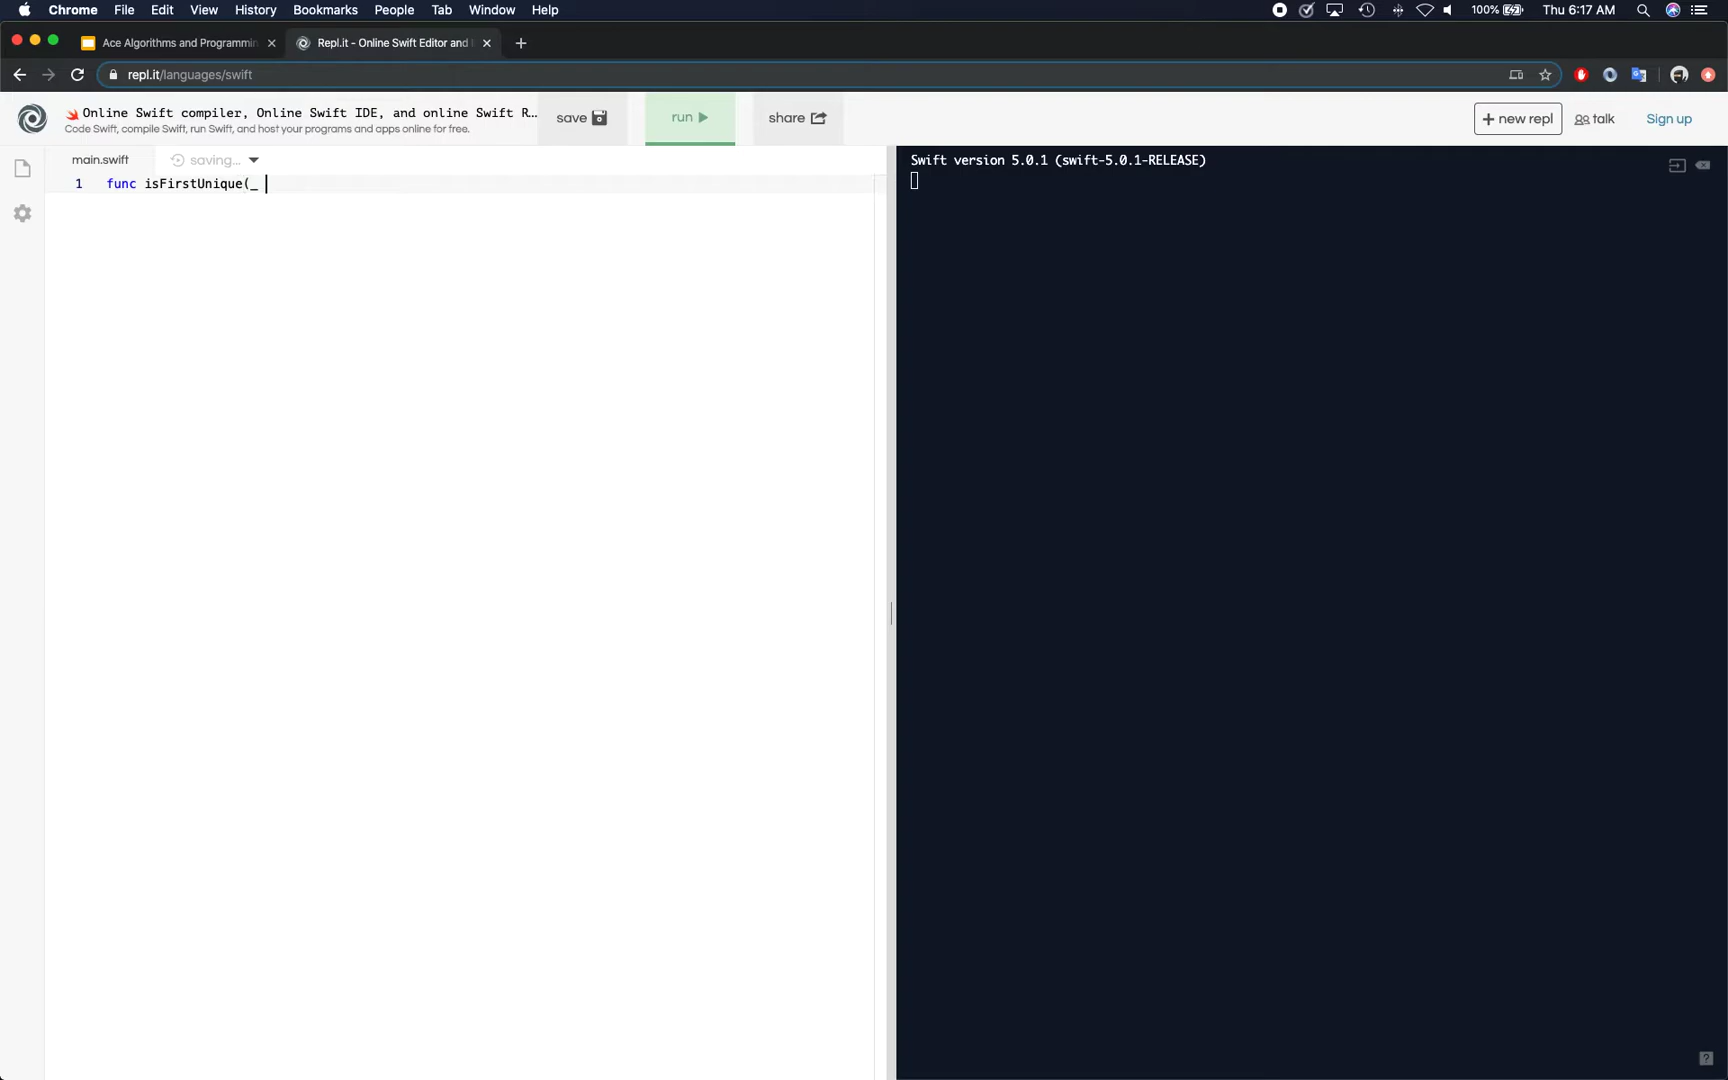 Chrome File Edit View History Bookmarks People Tab Window Help 100% Thu 6:17 AM
Ace Algorithms and Programmin Repl.it - Online Swift Editor and
repl.it/languages/swift
Online Swift compiler, Online Swift IDE, and online Swift R...
Code Swift, compile Swift, run Swift, and host your programs and apps online for free.
save run share + new repl talk Sign up
main.swift saving...
1 func isFirstUnique(_
Swift version 5.0.1 (swift-5.0.1-RELEASE)
?